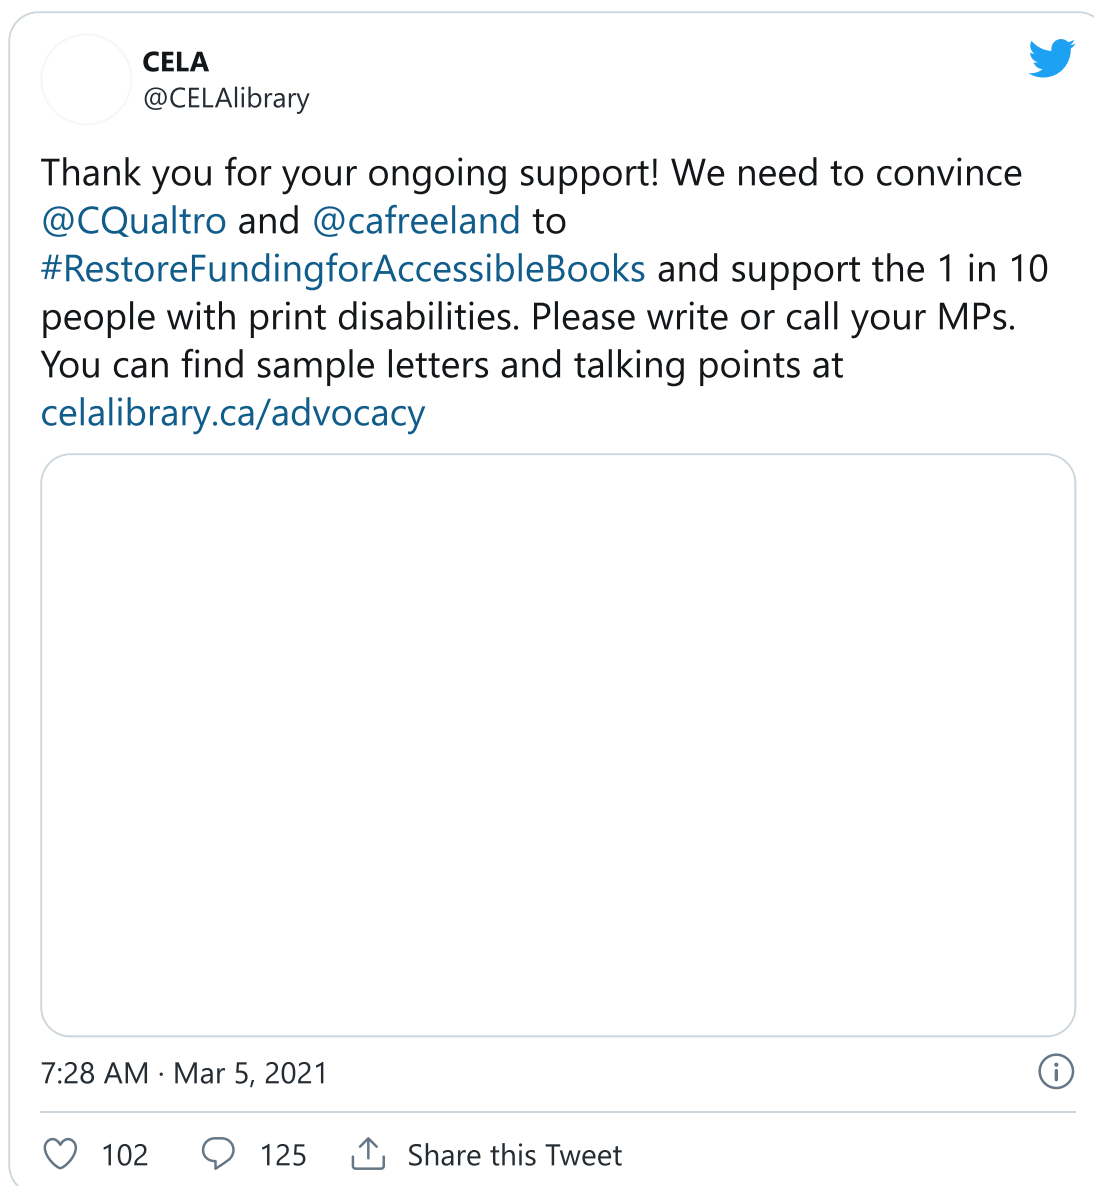 CELA
@CELAlibrary
Thank you for your ongoing support! We need to convince
@CQualtro and @cafreeland to
#RestoreFundingforAccessibleBooks and support the 1 in 10
people with print disabilities. Please write or call your MPs.
You can find sample letters and talking points at
celalibrary.ca/advocacy
7:28 AM · Mar 5, 2021
102 125 Share this Tweet